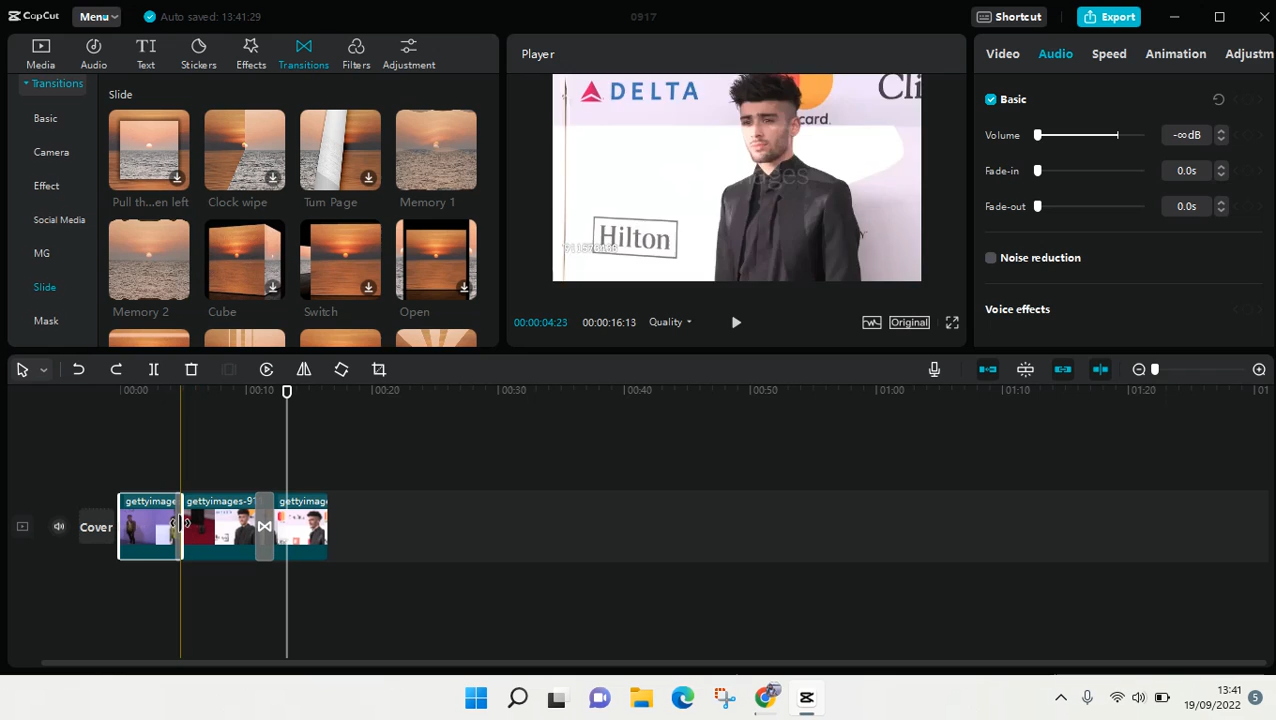 CapCut
Menu
Auto saved: 13:41:29
0917
Shortcut
Export
Media
Audio
Text
Stickers
Effects
Transitions
Filters
Adjustment
Transitions
Basic
Camera
Effect
Social Media
MG
Slide
Mask
Slide
Pull th...en left
Clock wipe
Turn Page
Memory 1
Memory 2
Cube
Switch
Open
Player
DELTA
Cli
card.
Hilton
00:00:04:23
00:00:16:13
Quality
Original
Video
Audio
Speed
Animation
Adjustm
Basic
Volume
-∞dB
Fade-in
0.0s
Fade-out
0.0s
Noise reduction
Voice effects
00:00
00:10
00:20
00:30
00:40
00:50
01:00
01:10
01:20
Cover
gettyimage
gettyimages-91
gettyimag
13:41
19/09/2022
5